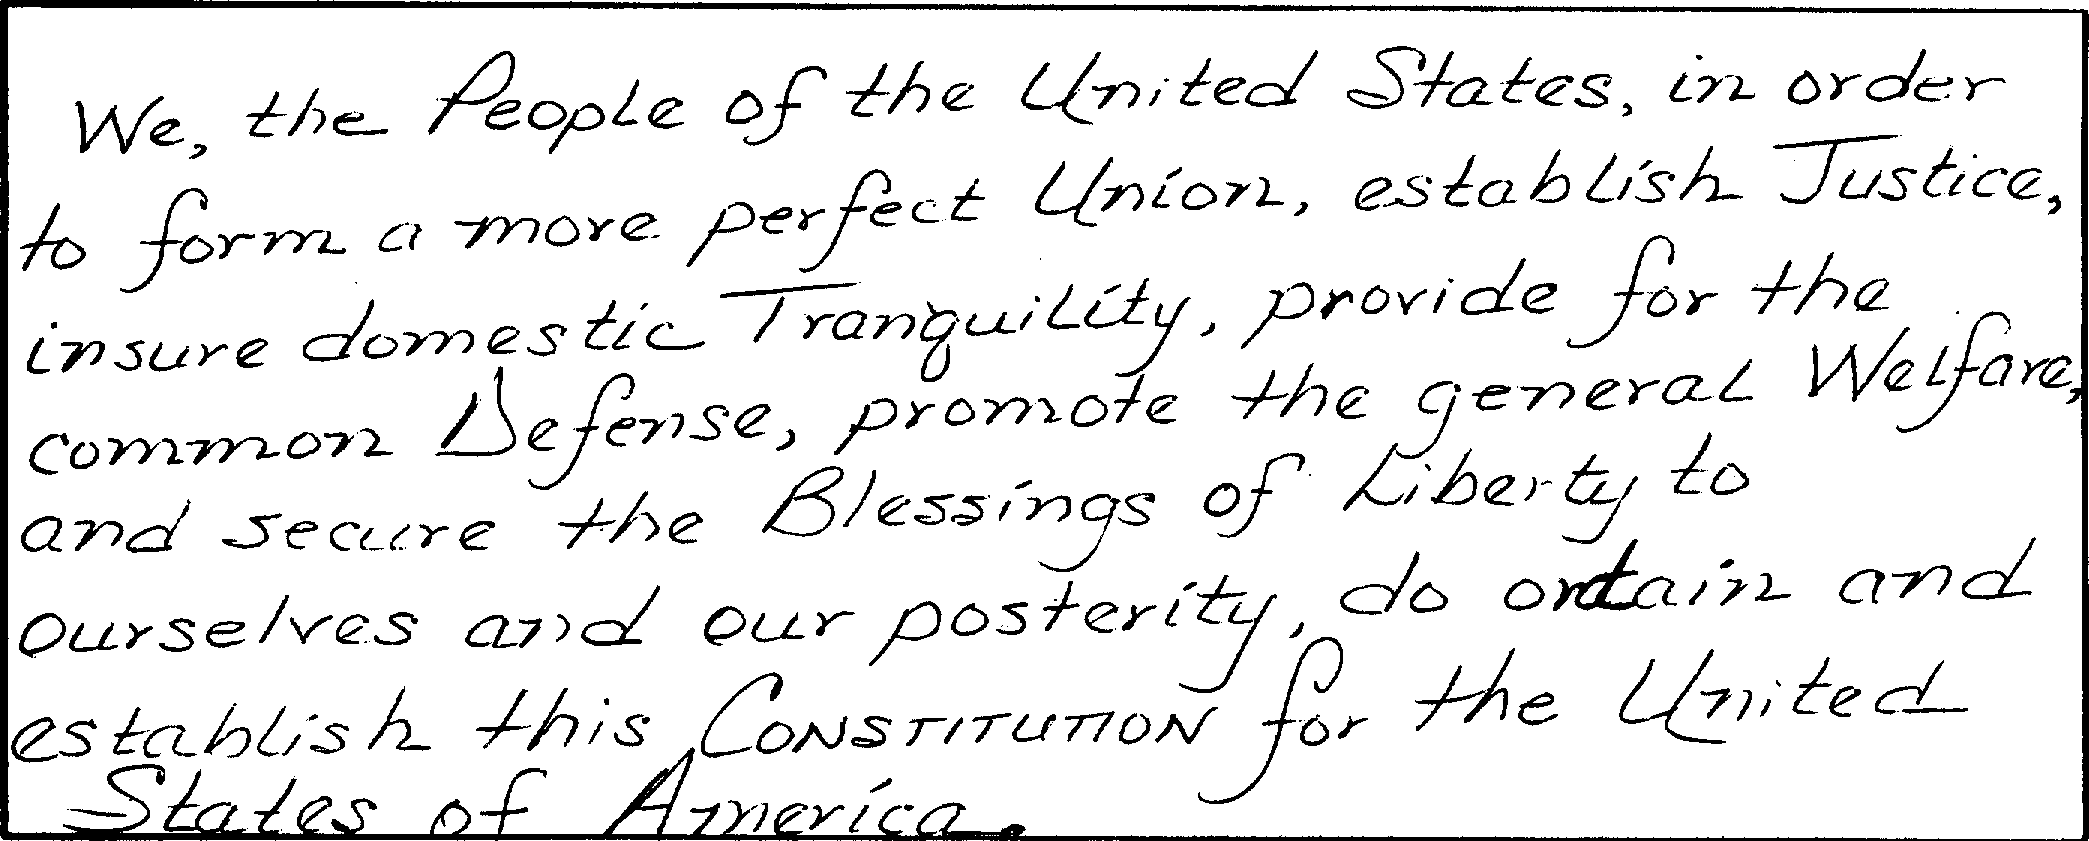 We, the People of the United States, in order
to form a more perfect Union, establish Justice,
insure domestic Tranquility, provide for the
common Defense, promote the general Welfare,
and secure the Blessings of Liberty to
ourselves and our posterity, do ordain and
establish this CONSTITUTION for the United
States of America.